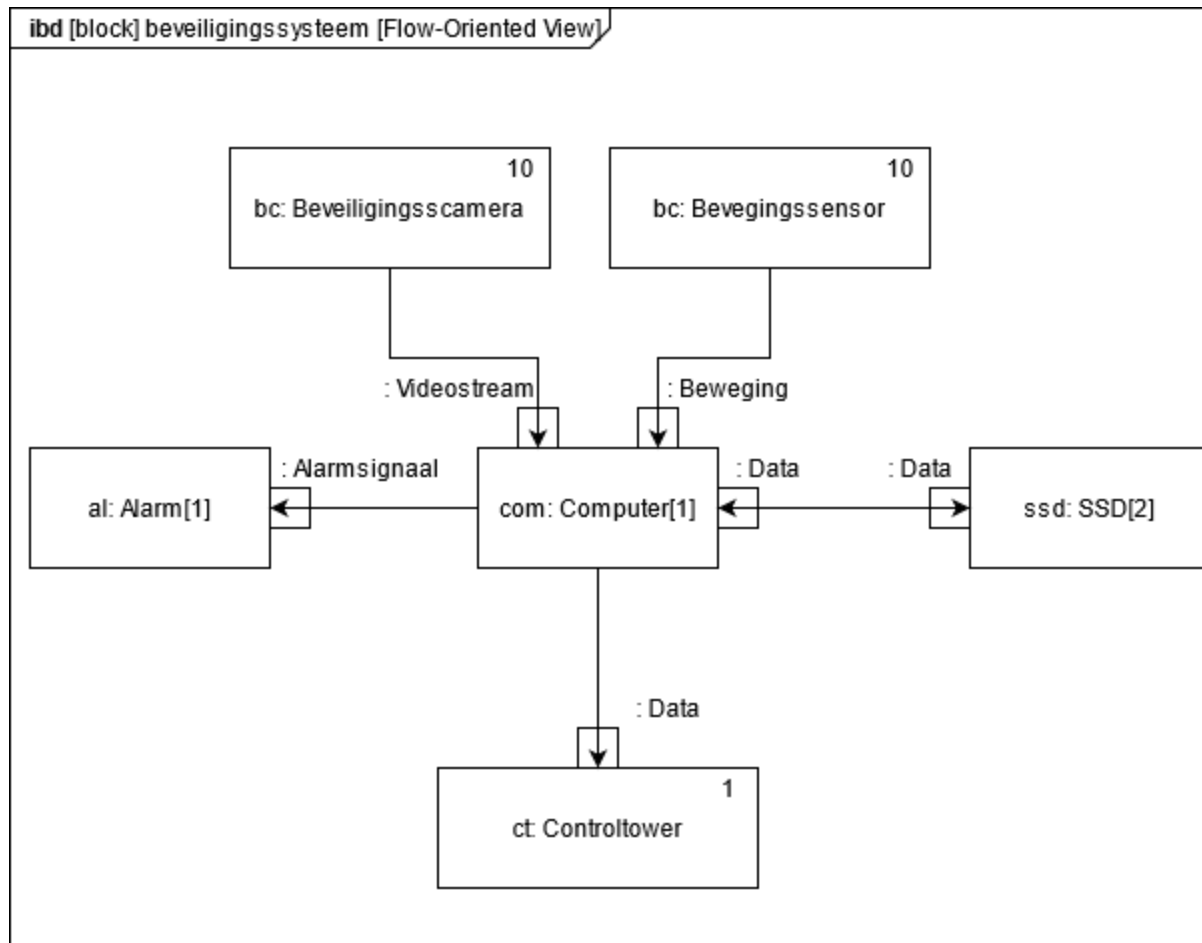 ibd [block] beveiligingssysteem [Flow-Oriented View]
10
bc: Beveiligingsscamera
10
bc: Bevegingssensor
: Videostream
: Beweging
: Alarmsignaal
: Data
: Data
al: Alarm[1]
com: Computer[1]
ssd: SSD[2]
: Data
1
ct: Controltower